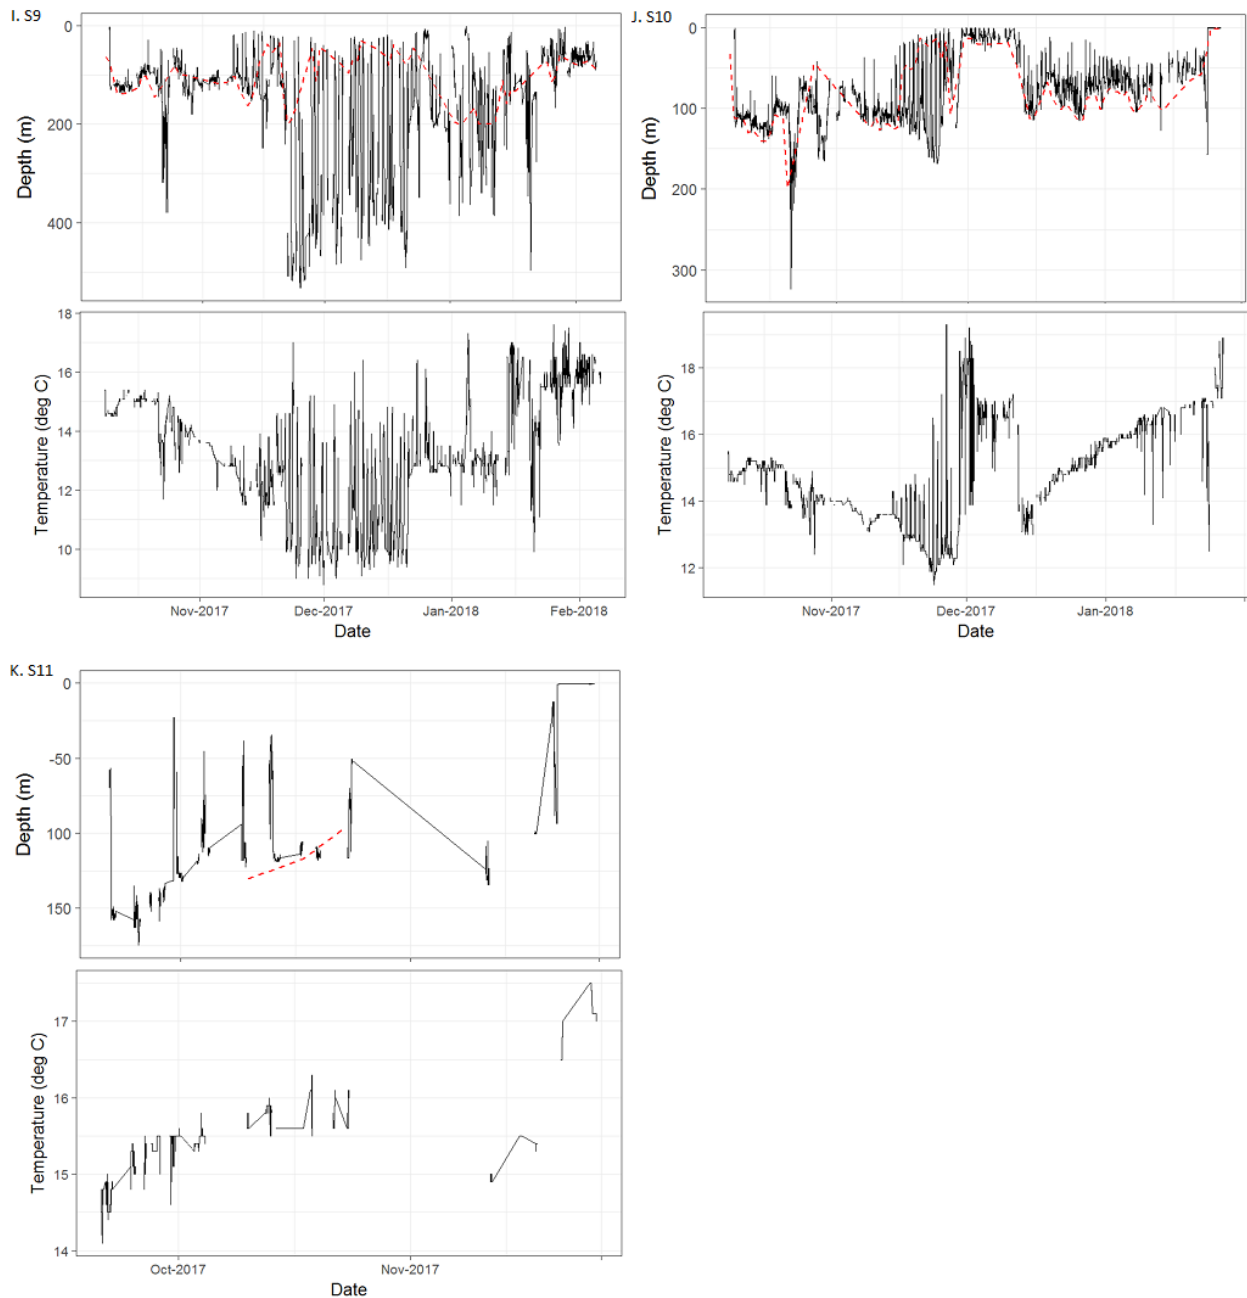 I. S9
0
200
400
Depth (m)
18
16
14
12
10
Temperature (deg C)
Nov-2017
Dec-2017
Jan-2018
Feb-2018
Date
J. S10
0
100
200
300
Depth (m)
18
16
14
12
Temperature (deg C)
Nov-2017
Dec-2017
Jan-2018
Date
K. S11
0
-50
100
150
Depth (m)
17
16
15
14
Temperature (deg C)
Oct-2017
Nov-2017
Date